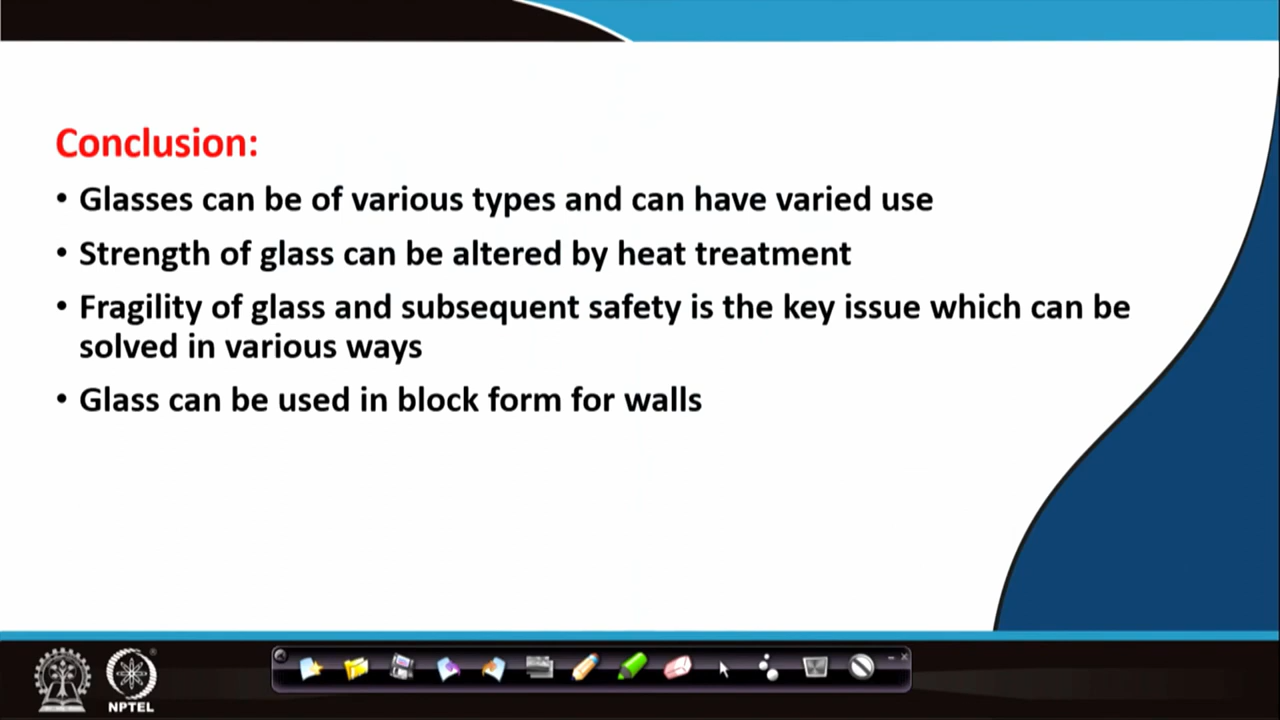 Conclusion:
• Glasses can be of various types and can have varied use
• Strength of glass can be altered by heat treatment
• Fragility of glass and subsequent safety is the key issue which can be
solved in various ways
• Glass can be used in block form for walls
NPTEL